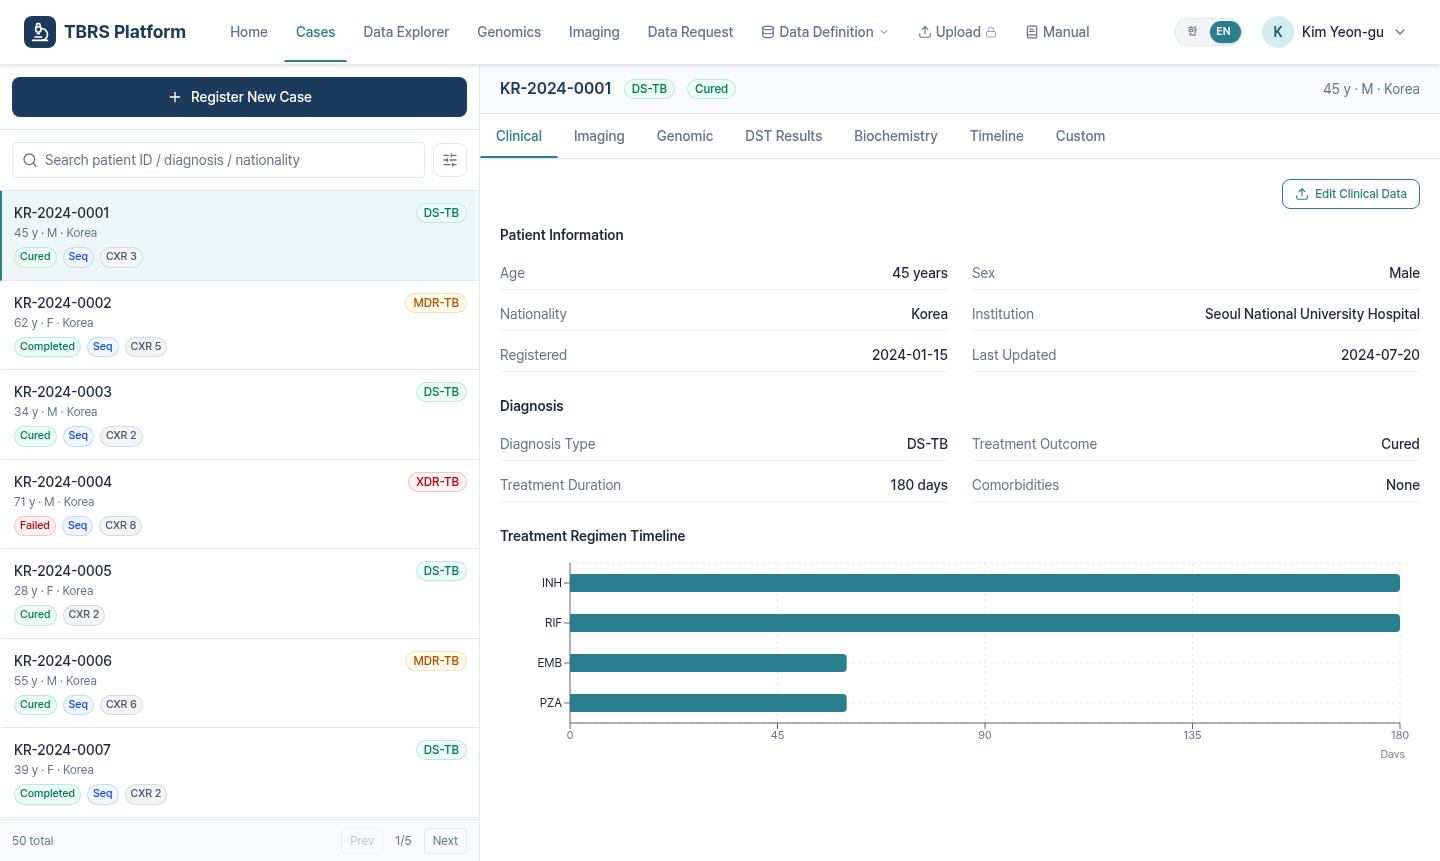 TBRS Platform
Home
Cases
Data Explorer
Genomics
Imaging
Data Request
Data Definition
Upload
Manual
한
EN
K
Kim Yeon-gu
Register New Case
Search patient ID / diagnosis / nationality
KR-2024-0001
DS-TB
45 y · M · Korea
Cured
Seq
CXR 3
KR-2024-0002
MDR-TB
62 y · F · Korea
Completed
Seq
CXR 5
KR-2024-0003
DS-TB
34 y · M · Korea
Cured
Seq
CXR 2
KR-2024-0004
XDR-TB
71 y · M · Korea
Failed
Seq
CXR 8
KR-2024-0005
DS-TB
28 y · F · Korea
Cured
CXR 2
KR-2024-0006
MDR-TB
55 y · M · Korea
Cured
Seq
CXR 6
KR-2024-0007
DS-TB
39 y · F · Korea
Completed
Seq
CXR 2
50 total
Prev
1/5
Next
KR-2024-0001
DS-TB
Cured
45 y · M · Korea
Clinical
Imaging
Genomic
DST Results
Biochemistry
Timeline
Custom
Edit Clinical Data
Patient Information
Age
45 years
Sex
Male
Nationality
Korea
Institution
Seoul National University Hospital
Registered
2024-01-15
Last Updated
2024-07-20
Diagnosis
Diagnosis Type
DS-TB
Treatment Outcome
Cured
Treatment Duration
180 days
Comorbidities
None
Treatment Regimen Timeline
INH
RIF
EMB
PZA
0
45
90
135
180
Days